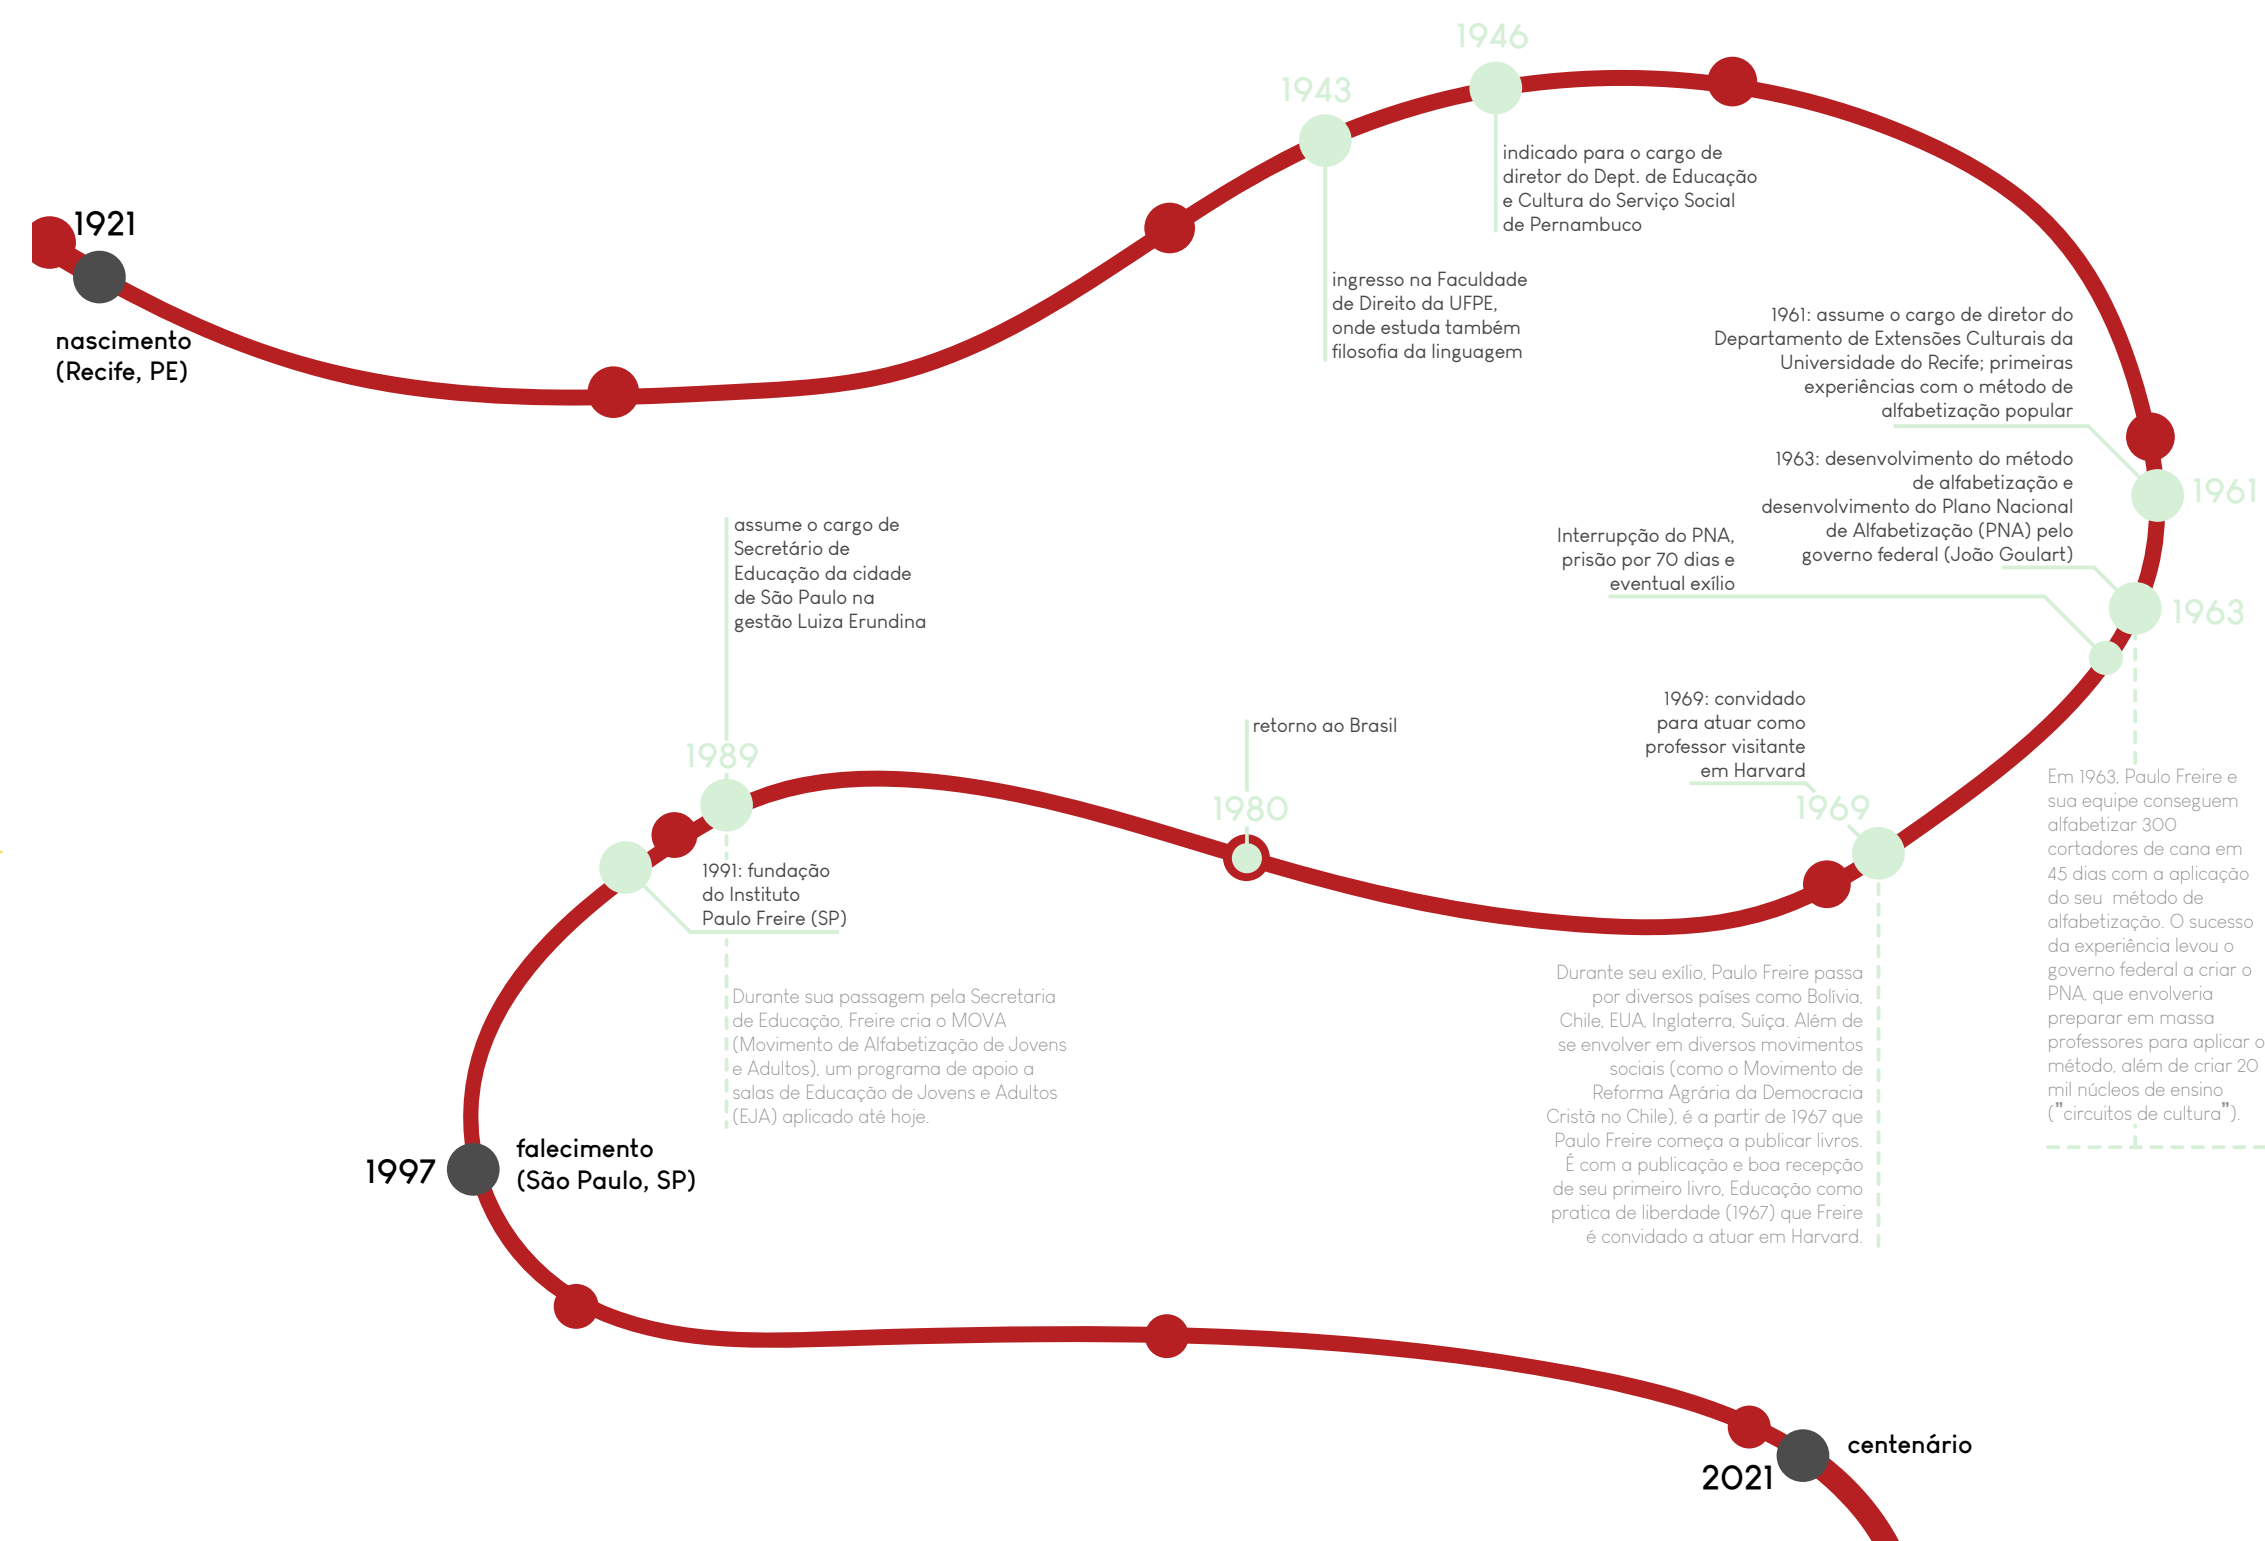 1921
nascimento
(Recife, PE)
1943
ingresso na Faculdade
de Direito da UFPE,
onde estuda também
filosofia da linguagem
1946
indicado para o cargo de
diretor do Dept. de Educação
e Cultura do Serviço Social
de Pernambuco
1961: assume o cargo de diretor do
Departamento de Extensões Culturais da
Universidade do Recife; primeiras
experiências com o método de
alfabetização popular
1961
1963: desenvolvimento do método
de alfabetização e
desenvolvimento do Plano Nacional
de Alfabetização (PNA) pelo
governo federal (João Goulart)
1963
Em 1963, Paulo Freire e
sua equipe conseguem
alfabetizar 300
cortadores de cana em
45 dias com a aplicação
do seu método de
alfabetização. O sucesso
da experiência levou o
governo federal a criar o
PNA, que envolveria
preparar em massa
professores para aplicar o
método, além de criar 20
mil núcleos de ensino
("circuitos de cultura").
Interrupção do PNA,
prisão por 70 dias e
eventual exílio
1969: convidado
para atuar como
professor visitante
em Harvard
1969
Durante seu exílio, Paulo Freire passa
por diversos países como Bolívia,
Chile, EUA, Inglaterra, Suíça. Além de
se envolver em diversos movimentos
sociais (como o Movimento de
Reforma Agrária da Democracia
Cristã no Chile), é a partir de 1967 que
Paulo Freire começa a publicar livros.
É com a publicação e boa recepção
de seu primeiro livro, Educação como
pratica de liberdade (1967) que Freire
é convidado a atuar em Harvard.
retorno ao Brasil
1980
assume o cargo de
Secretário de
Educação da cidade
de São Paulo na
gestão Luiza Erundina
1989
Durante sua passagem pela Secretaria
de Educação, Freire cria o MOVA
(Movimento de Alfabetização de Jovens
e Adultos), um programa de apoio a
salas de Educação de Jovens e Adultos
(EJA) aplicado até hoje.
1991: fundação
do Instituto
Paulo Freire (SP)
1997
falecimento
(São Paulo, SP)
2021
centenário